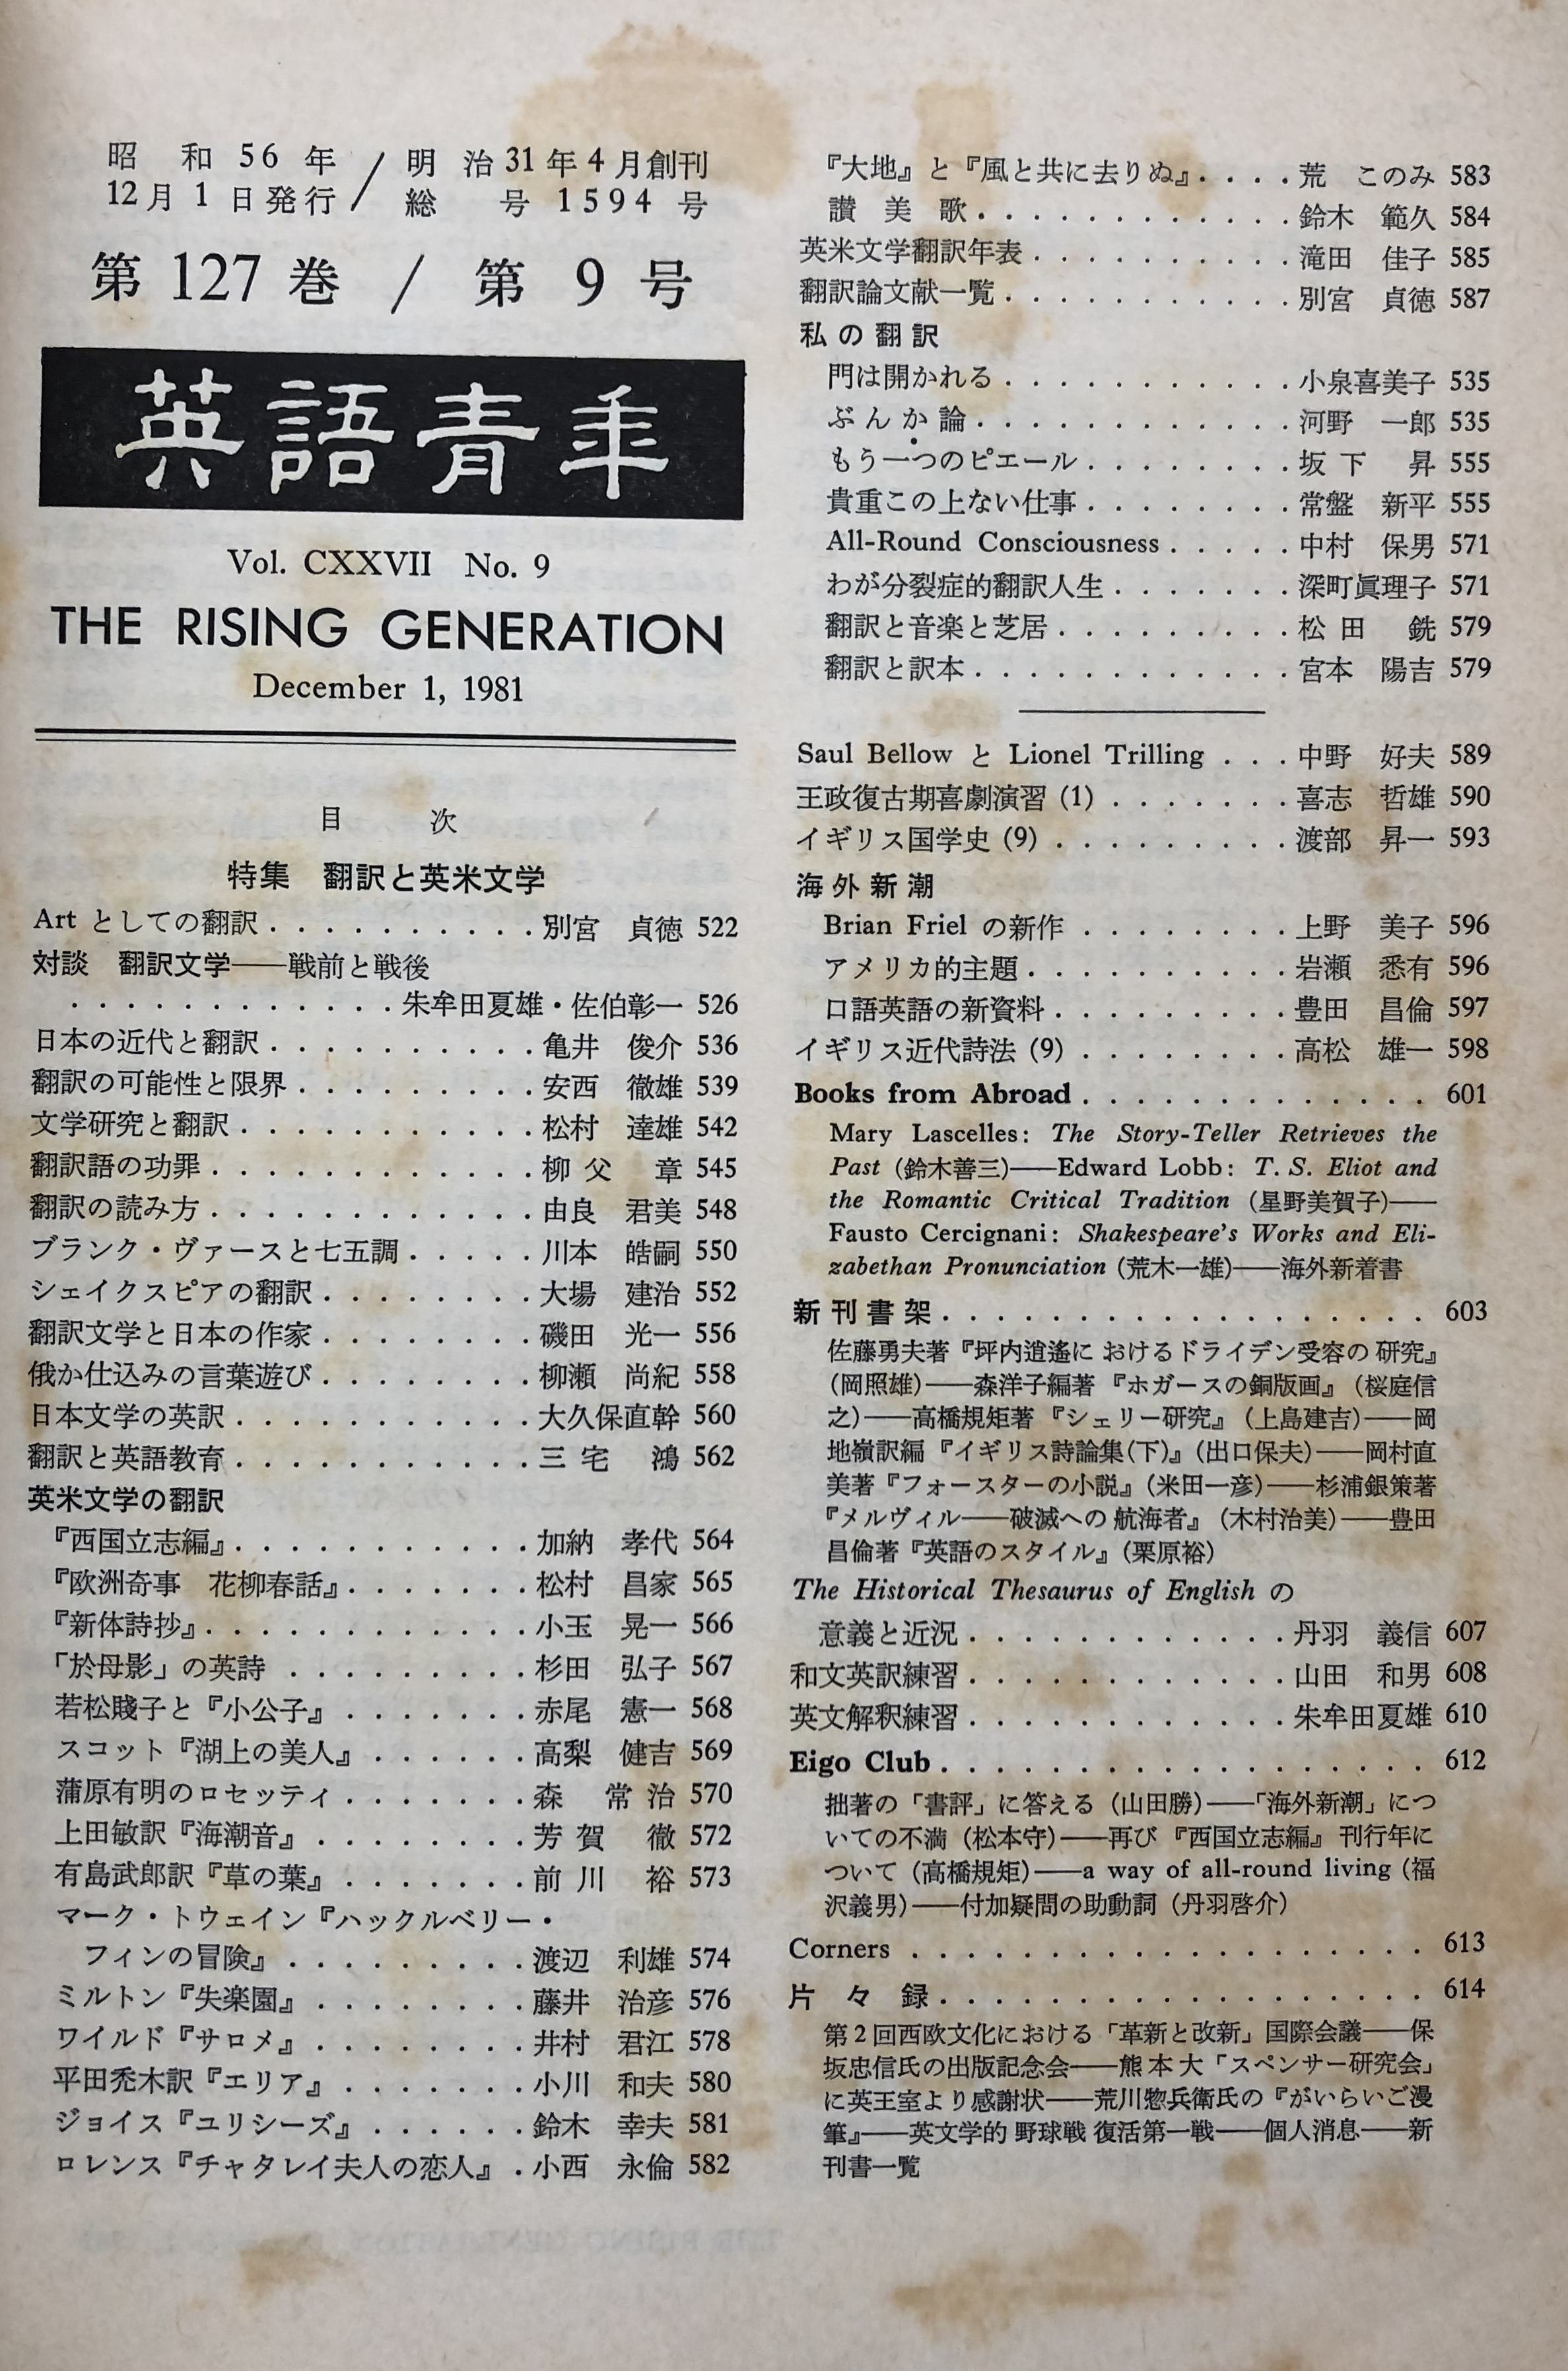 昭和56年 / 明治31年4月創刊
12月1日発行 / 総号1594号
第127巻 / 第9号
英語青年
Vol. CXXVII No. 9
THE RISING GENERATION
December 1, 1981
目次
特集 翻訳と英米文学
Art としての翻訳..........別宮 貞徳 522
対談 翻訳文学——戦前と戦後
............朱牟田夏雄・佐伯彰一 526
日本の近代と翻訳..........亀井 俊介 536
翻訳の可能性と限界.........安西 徹雄 539
文学研究と翻訳...........松村 達雄 542
翻訳語の功罪............柳父 章 545
翻訳の読み方............由良 君美 548
ブランク・ヴァースと七五調.....川本 皓嗣 550
シェイクスピアの翻訳........大場 建治 552
翻訳文学と日本の作家........磯田 光一 556
俄か仕込みの言葉遊び........柳瀬 尚紀 558
日本文学の英訳...........大久保直幹 560
翻訳と英語教育...........三宅 鴻 562
英米文学の翻訳
『西国立志編』...........加納 孝代 564
『欧洲奇事 花柳春話』.......松村 昌家 565
『新体詩抄』............小玉 晃一 566
「於母影」の英詩.........杉田 弘子 567
若松賤子と『小公子』.......赤尾 憲一 568
スコット『湖上の美人』......高梨 健吉 569
蒲原有明のロセッティ.......森 常治 570
上田敏訳『海潮音』........芳賀 徹 572
有島武郎訳『草の葉』.......前川 裕 573
マーク・トウェイン『ハックルベリー・
フィンの冒険』.........渡辺 利雄 574
ミルトン『失楽園』........藤井 治彦 576
ワイルド『サロメ』........井村 君江 578
平田禿木訳『エリア』.......小川 和夫 580
ジョイス『ユリシーズ』......鈴木 幸夫 581
ロレンス『チャタレイ夫人の恋人』.小西 永倫 582
『大地』と『風と共に去りぬ』....荒 このみ 583
讃美歌............鈴木 範久 584
英米文学翻訳年表..........滝田 佳子 585
翻訳論文献一覧...........別宮 貞徳 587
私の翻訳
門は開かれる...........小泉喜美子 535
ぶんか論............河野 一郎 535
もう一つのピエール........坂下 昇 555
貴重この上ない仕事........常盤 新平 555
All-Round Consciousness.....中村 保男 571
わが分裂症的翻訳人生.......深町眞理子 571
翻訳と音楽と芝居.........松田 銑 579
翻訳と訳本............宮本 陽吉 579
Saul Bellow と Lionel Trilling...中野 好夫 589
王政復古期喜劇演習 (1).......喜志 哲雄 590
イギリス国学史 (9).........渡部 昇一 593
海外新潮
Brian Friel の新作........上野 美子 596
アメリカ的主題..........岩瀬 悉有 596
口語英語の新資料.........豊田 昌倫 597
イギリス近代詩法 (9)........高松 雄一 598
Books from Abroad............. 601
Mary Lascelles: The Story-Teller Retrieves the
Past (鈴木善三)——Edward Lobb: T. S. Eliot and
the Romantic Critical Tradition (星野美賀子)——
Fausto Cercignani: Shakespeare's Works and Eli-
zabethan Pronunciation (荒木一雄)——海外新着書
新刊書架.................. 603
佐藤勇夫著『坪内逍遙に おけるドライデン受容の 研究』
(岡照雄)——森洋子編著『ホガースの銅版画』(桜庭信
之)——高橋規矩著『シェリー研究』(上島建吉)——岡
地嶺訳編『イギリス詩論集(下)』(出口保夫)——岡村直
美著『フォースターの小説』(米田一彦)——杉浦銀策著
『メルヴィル——破滅への 航海者』(木村治美)——豊田
昌倫著『英語のスタイル』(栗原裕)
The Historical Thesaurus of English の
意義と近況............丹羽 義信 607
和文英訳練習............山田 和男 608
英文解釈練習............朱牟田夏雄 610
Eigo Club.................. 612
拙著の「書評」に答える (山田勝)——「海外新潮」につ
いての不満 (松本守)——再び『西国立志編』刊行年に
ついて (高橋規矩)——a way of all-round living (福
沢義男)——付加疑問の助動詞 (丹羽啓介)
Corners................... 613
片々録.................. 614
第2回西欧文化における「革新と改新」国際会議——保
坂忠信氏の出版記念会——熊本大「スペンサー研究会」
に英王室より感謝状——荒川惣兵衛氏の『がいらいご漫
筆』——英文学的 野球戦 復活第一戦——個人消息——新
刊書一覧